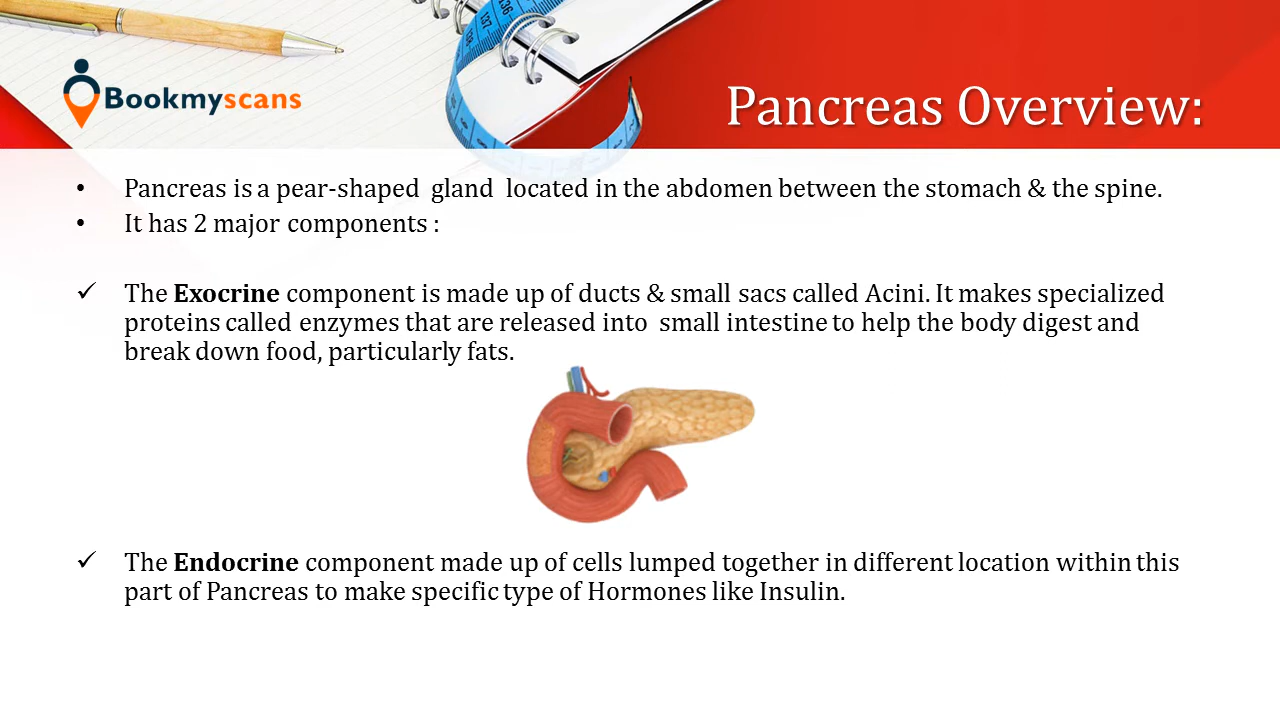 136
137
138
Bookmyscans
Pancreas Overview:
• Pancreas is a pear-shaped gland located in the abdomen between the stomach & the spine.
• It has 2 major components :
✓ The Exocrine component is made up of ducts & small sacs called Acini. It makes specialized
proteins called enzymes that are released into small intestine to help the body digest and
break down food, particularly fats.
✓ The Endocrine component made up of cells lumped together in different location within this
part of Pancreas to make specific type of Hormones like Insulin.